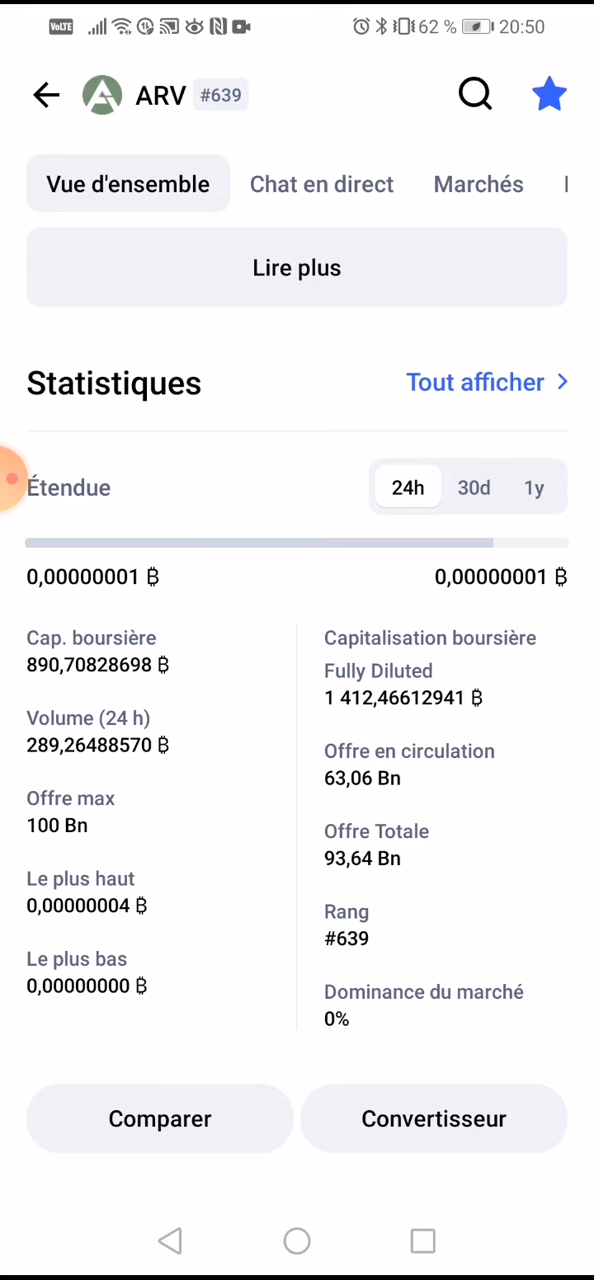 VoLTE 62 % 20:50
ARV #639
Vue d'ensemble Chat en direct Marchés
Lire plus
Statistiques Tout afficher
Étendue 24h 30d 1y
0,00000001 ₿ 0,00000001 ₿
Cap. boursière
890,70828698 ₿
Volume (24 h)
289,26488570 ₿
Offre max
100 Bn
Le plus haut
0,00000004 ₿
Le plus bas
0,00000000 ₿
Capitalisation boursière
Fully Diluted
1 412,46612941 ₿
Offre en circulation
63,06 Bn
Offre Totale
93,64 Bn
Rang
#639
Dominance du marché
0%
Comparer Convertisseur